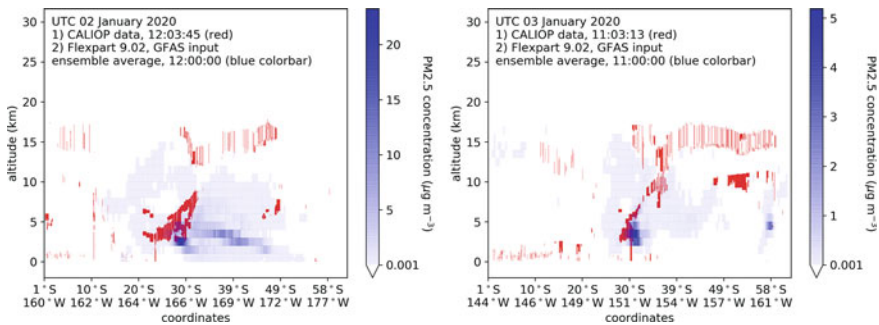 UTC 02 January 2020
1) CALIOP data, 12:03:45 (red)
2) Flexpart 9.02, GFAS input
ensemble average, 12:00:00 (blue colorbar)
30
25
20
15
10
5
0
altitude (km)
1°S 10°S 20°S 30°S 39°S 49°S 58°S
160°W 162°W 164°W 166°W 169°W 172°W 177°W
coordinates
20
15
10
5
0.001
PM2.5 concentration (µg m⁻³)
UTC 03 January 2020
1) CALIOP data, 11:03:13 (red)
2) Flexpart 9.02, GFAS input
ensemble average, 11:00:00 (blue colorbar)
30
25
20
15
10
5
0
altitude (km)
1°S 10°S 20°S 30°S 39°S 49°S 58°S
144°W 146°W 149°W 151°W 154°W 157°W 161°W
coordinates
5
4
3
2
1
0.001
PM2.5 concentration (µg m⁻³)